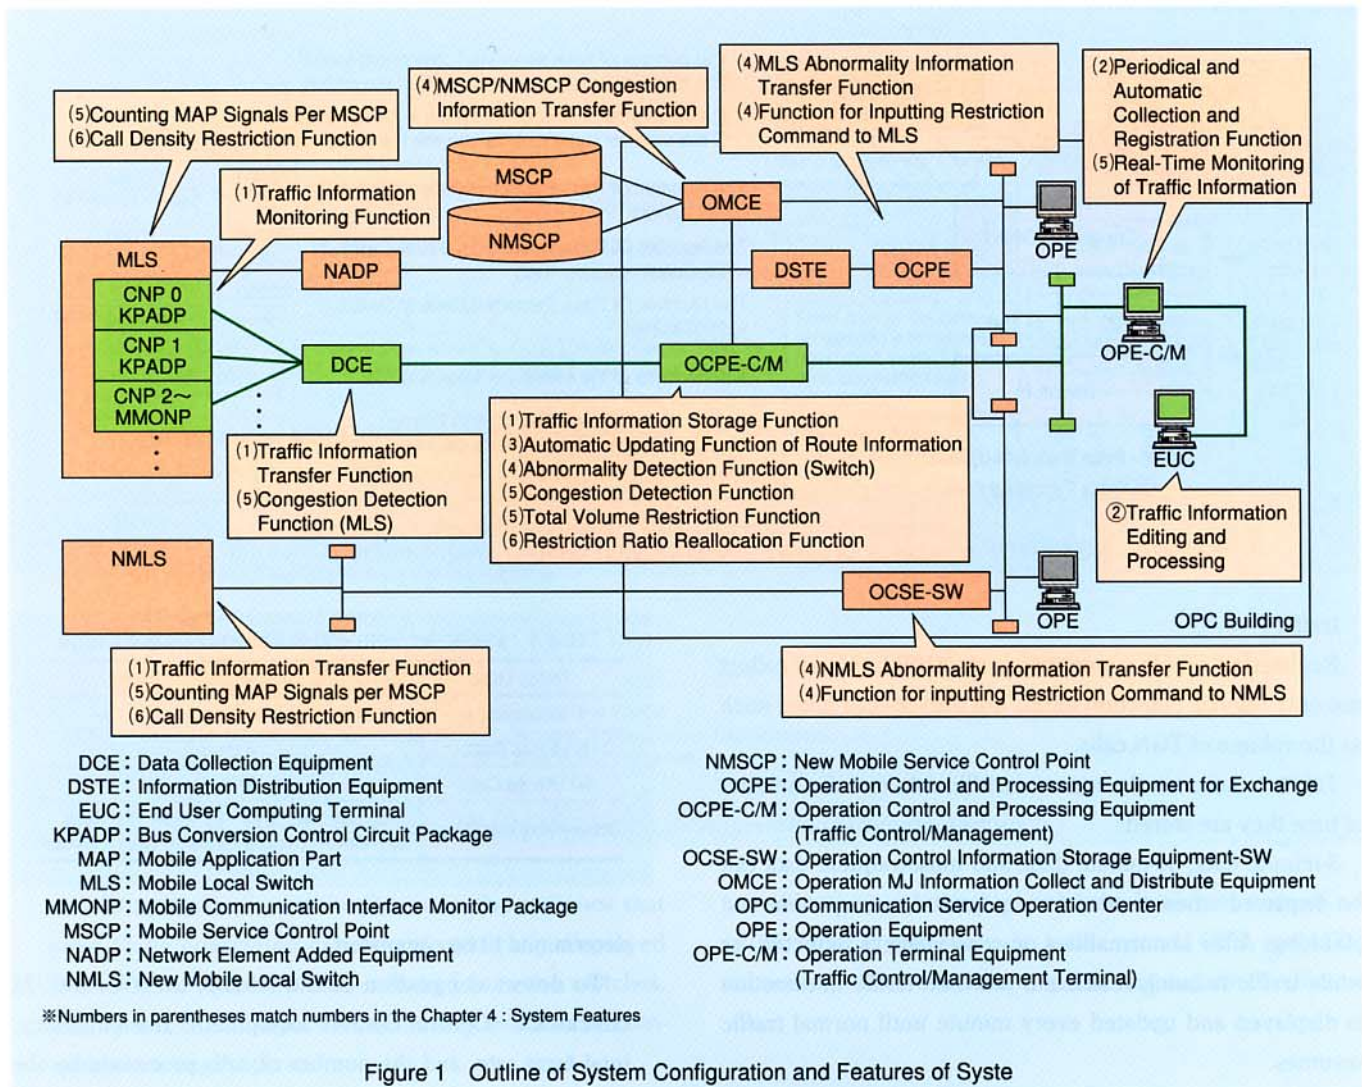 (5)Counting MAP Signals Per MSCP
(6)Call Density Restriction Function
(4)MSCP/NMSCP Congestion
Information Transfer Function
(4)MLS Abnormality Information
Transfer Function
(4)Function for Inputting Restriction
Command to MLS
(2)Periodical and
Automatic
Collection and
Registration Function
(5)Real-Time Monitoring
of Traffic Information
(1)Traffic Information
Monitoring Function
MSCP
NMSCP
OMCE
OPE
MLS
NADP
DSTE
OCPE
CNP 0
KPADP
CNP 1
KPADP
CNP 2~
MMONP
DCE
OCPE-C/M
OPE-C/M
EUC
(1)Traffic Information
Transfer Function
(5)Congestion Detection
Function (MLS)
(1)Traffic Information Storage Function
(3)Automatic Updating Function of Route Information
(4)Abnormality Detection Function (Switch)
(5)Congestion Detection Function
(5)Total Volume Restriction Function
(6)Restriction Ratio Reallocation Function
②Traffic Information
Editing and
Processing
NMLS
OCSE-SW
OPE
OPC Building
(1)Traffic Information Transfer Function
(5)Counting MAP Signals per MSCP
(6)Call Density Restriction Function
(4)NMLS Abnormality Information Transfer Function
(4)Function for inputting Restriction Command to NMLS
DCE : Data Collection Equipment
DSTE : Information Distribution Equipment
EUC : End User Computing Terminal
KPADP : Bus Conversion Control Circuit Package
MAP : Mobile Application Part
MLS : Mobile Local Switch
MMONP : Mobile Communication Interface Monitor Package
MSCP : Mobile Service Control Point
NADP : Network Element Added Equipment
NMLS : New Mobile Local Switch
NMSCP : New Mobile Service Control Point
OCPE : Operation Control and Processing Equipment for Exchange
OCPE-C/M : Operation Control and Processing Equipment
(Traffic Control/Management)
OCSE-SW : Operation Control Information Storage Equipment-SW
OMCE : Operation MJ Information Collect and Distribute Equipment
OPC : Communication Service Operation Center
OPE : Operation Equipment
OPE-C/M : Operation Terminal Equipment
(Traffic Control/Management Terminal)
※Numbers in parentheses match numbers in the Chapter 4 : System Features
Figure 1 Outline of System Configuration and Features of Syste